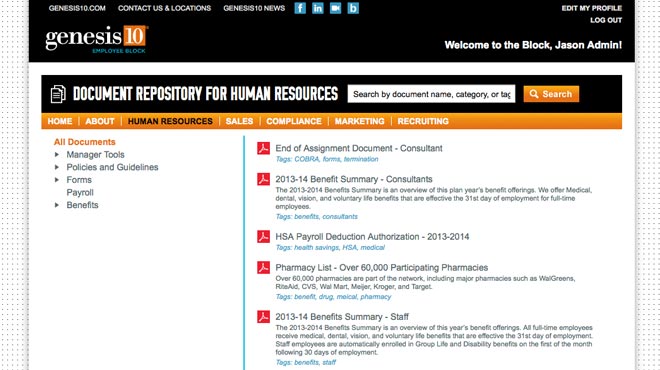 GENESIS10.COM CONTACT US & LOCATIONS GENESIS10 NEWS f in b EDIT MY PROFILE
LOG OUT
genesis 10
EMPLOYEE BLOCK
Welcome to the Block, Jason Admin!
DOCUMENT REPOSITORY FOR HUMAN RESOURCES Search by document name, category, or tag Search
HOME ABOUT HUMAN RESOURCES SALES COMPLIANCE MARKETING RECRUITING
All Documents
Manager Tools
Policies and Guidelines
Forms
Payroll
Benefits
End of Assignment Document - Consultant
Tags: COBRA, forms, termination
2013-14 Benefit Summary - Consultants
The 2013-2014 Benefits Summary is an overview of this plan year's benefit offerings. We offer Medical,
dental, vision, and voluntary life benefits that are effective the 31st day of employment for full-time
employees.
Tags: benefits, consultants
HSA Payroll Deduction Authorization - 2013-2014
Tags: health savings, HSA, medical
Pharmacy List - Over 60,000 Participating Pharmacies
Over 60,000 pharmacies are part of the network, including major pharmacies such as WalGreens,
RiteAid, CVS, Wal Mart, Meijer, Kroger, and Target.
Tags: benefit, drug, meical, pharmacy
2013-14 Benefits Summary - Staff
The 2013-2014 Benefits Summary is an overview of this year's benefit offerings. All full-time employees
receive medical, dental, vision, and voluntary life benefits that are effective the 31st day of employment.
Staff employees are automatically enrolled in Group Life and Disability benefits on the first of the month
following 30 days of employment.
Tags: benefits, staff